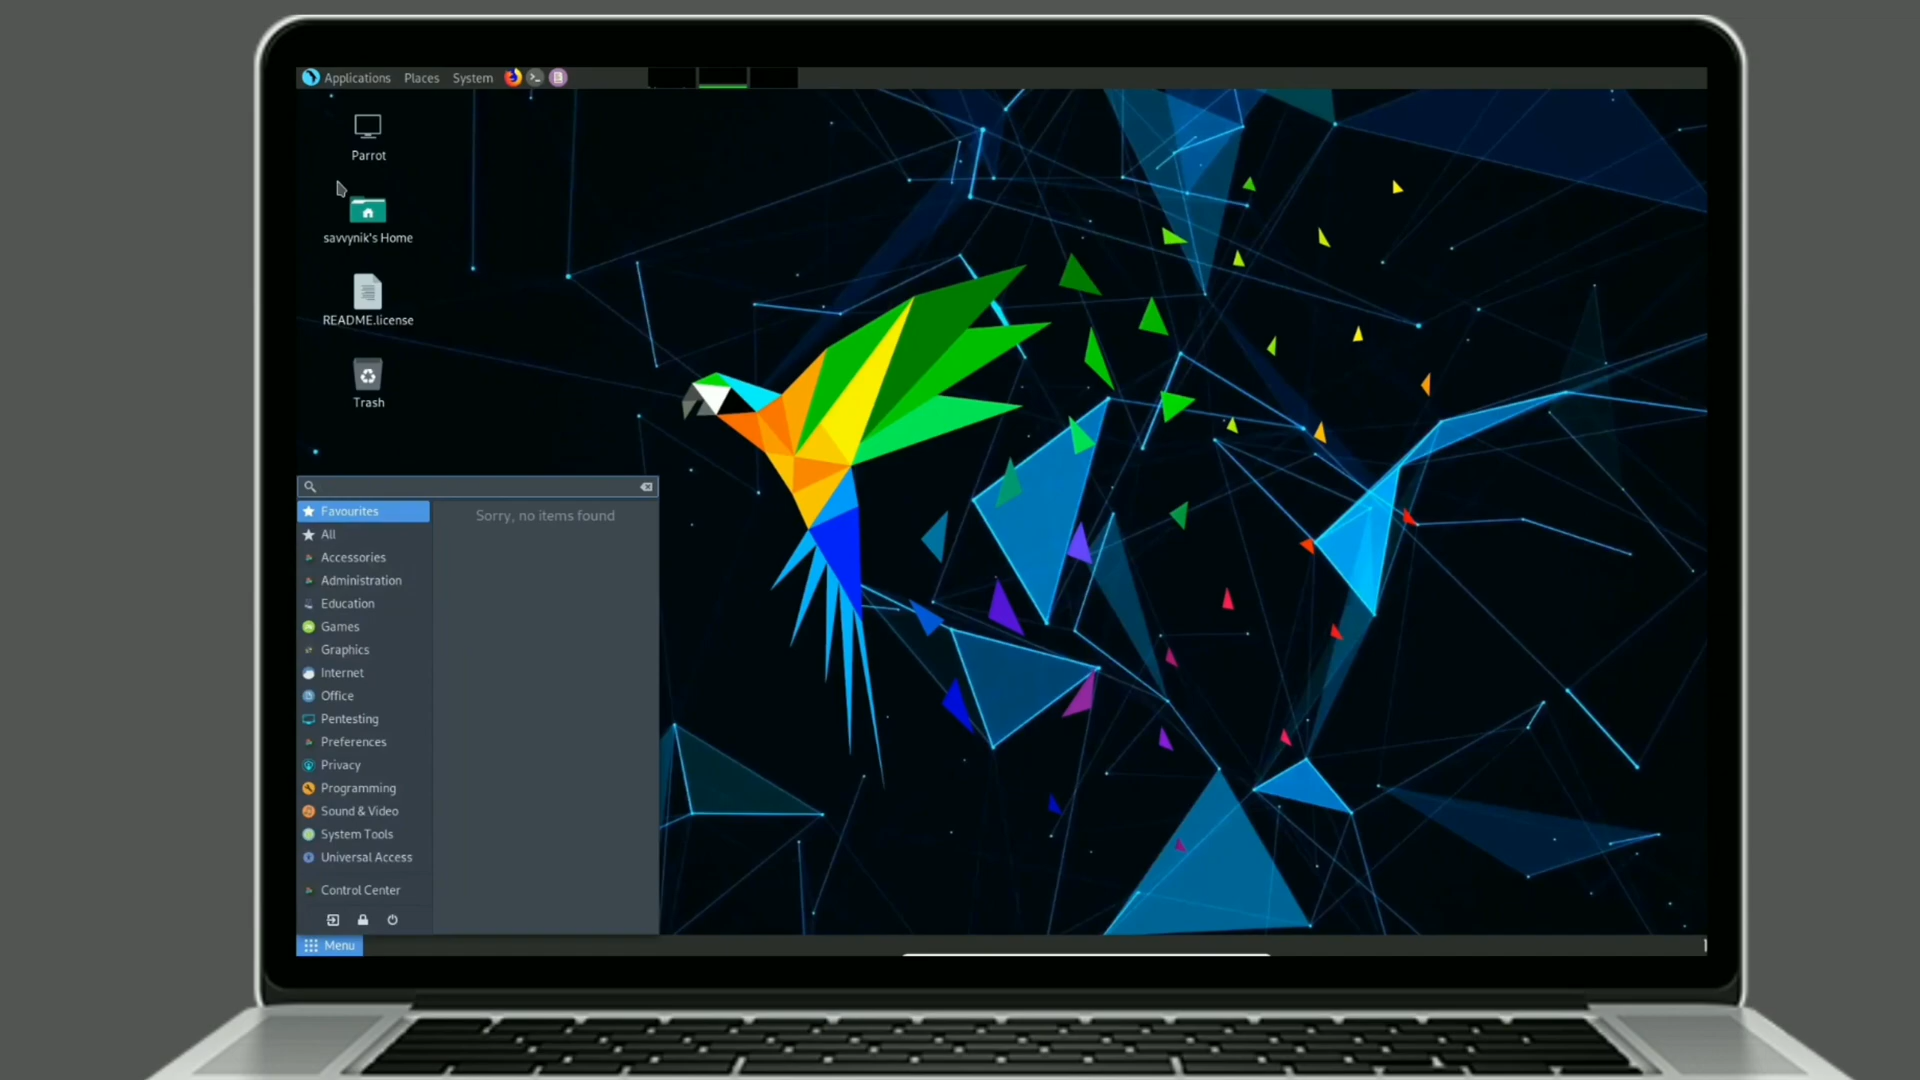 Applications Places System
Parrot
savvynik's Home
README.license
Trash
Favourites
Sorry, no items found
All
Accessories
Administration
Education
Games
Graphics
Internet
Office
Pentesting
Preferences
Privacy
Programming
Sound & Video
System Tools
Universal Access
Control Center
Menu